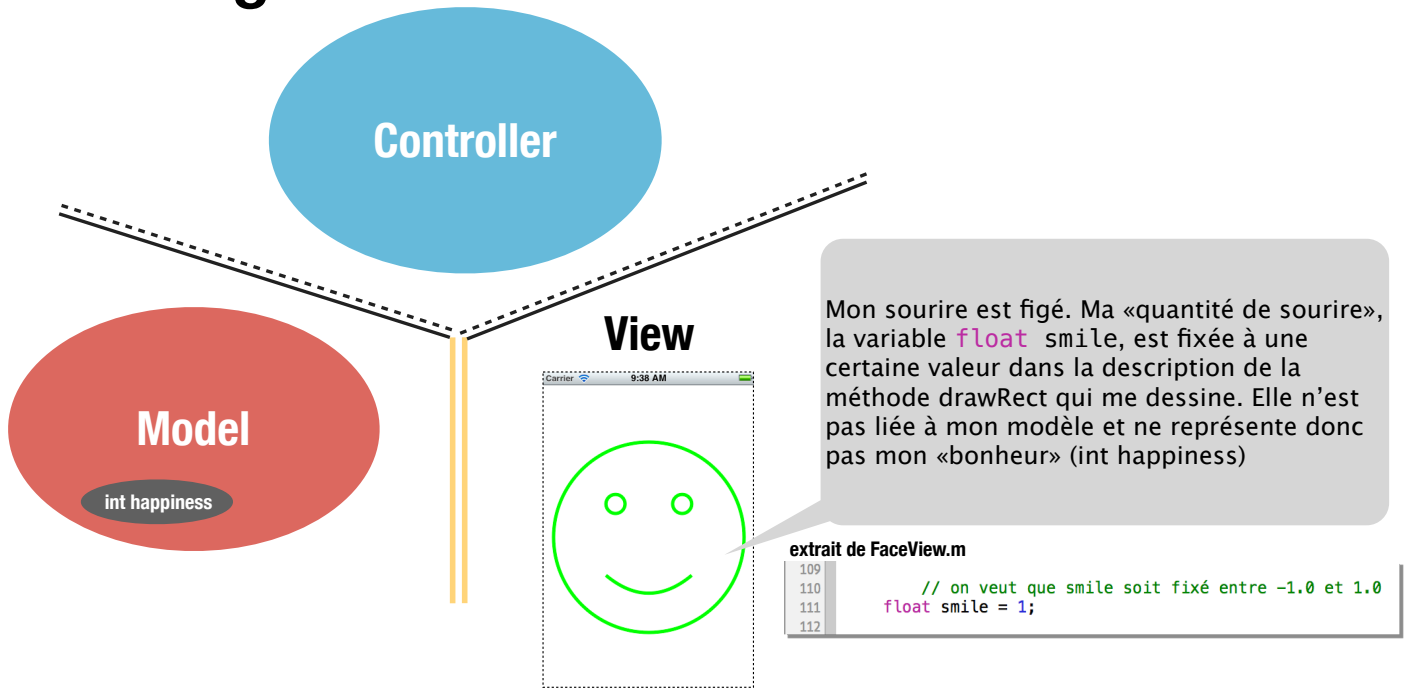 g
Controller
View
Carrier 9:38 AM
Mon sourire est figé. Ma «quantité de sourire»,
la variable float smile, est fixée à une
certaine valeur dans la description de la
méthode drawRect qui me dessine. Elle n’est
pas liée à mon modèle et ne représente donc
pas mon «bonheur» (int happiness)
Model
int happiness
extrait de FaceView.m
109
110 // on veut que smile soit fixé entre -1.0 et 1.0
111 float smile = 1;
112